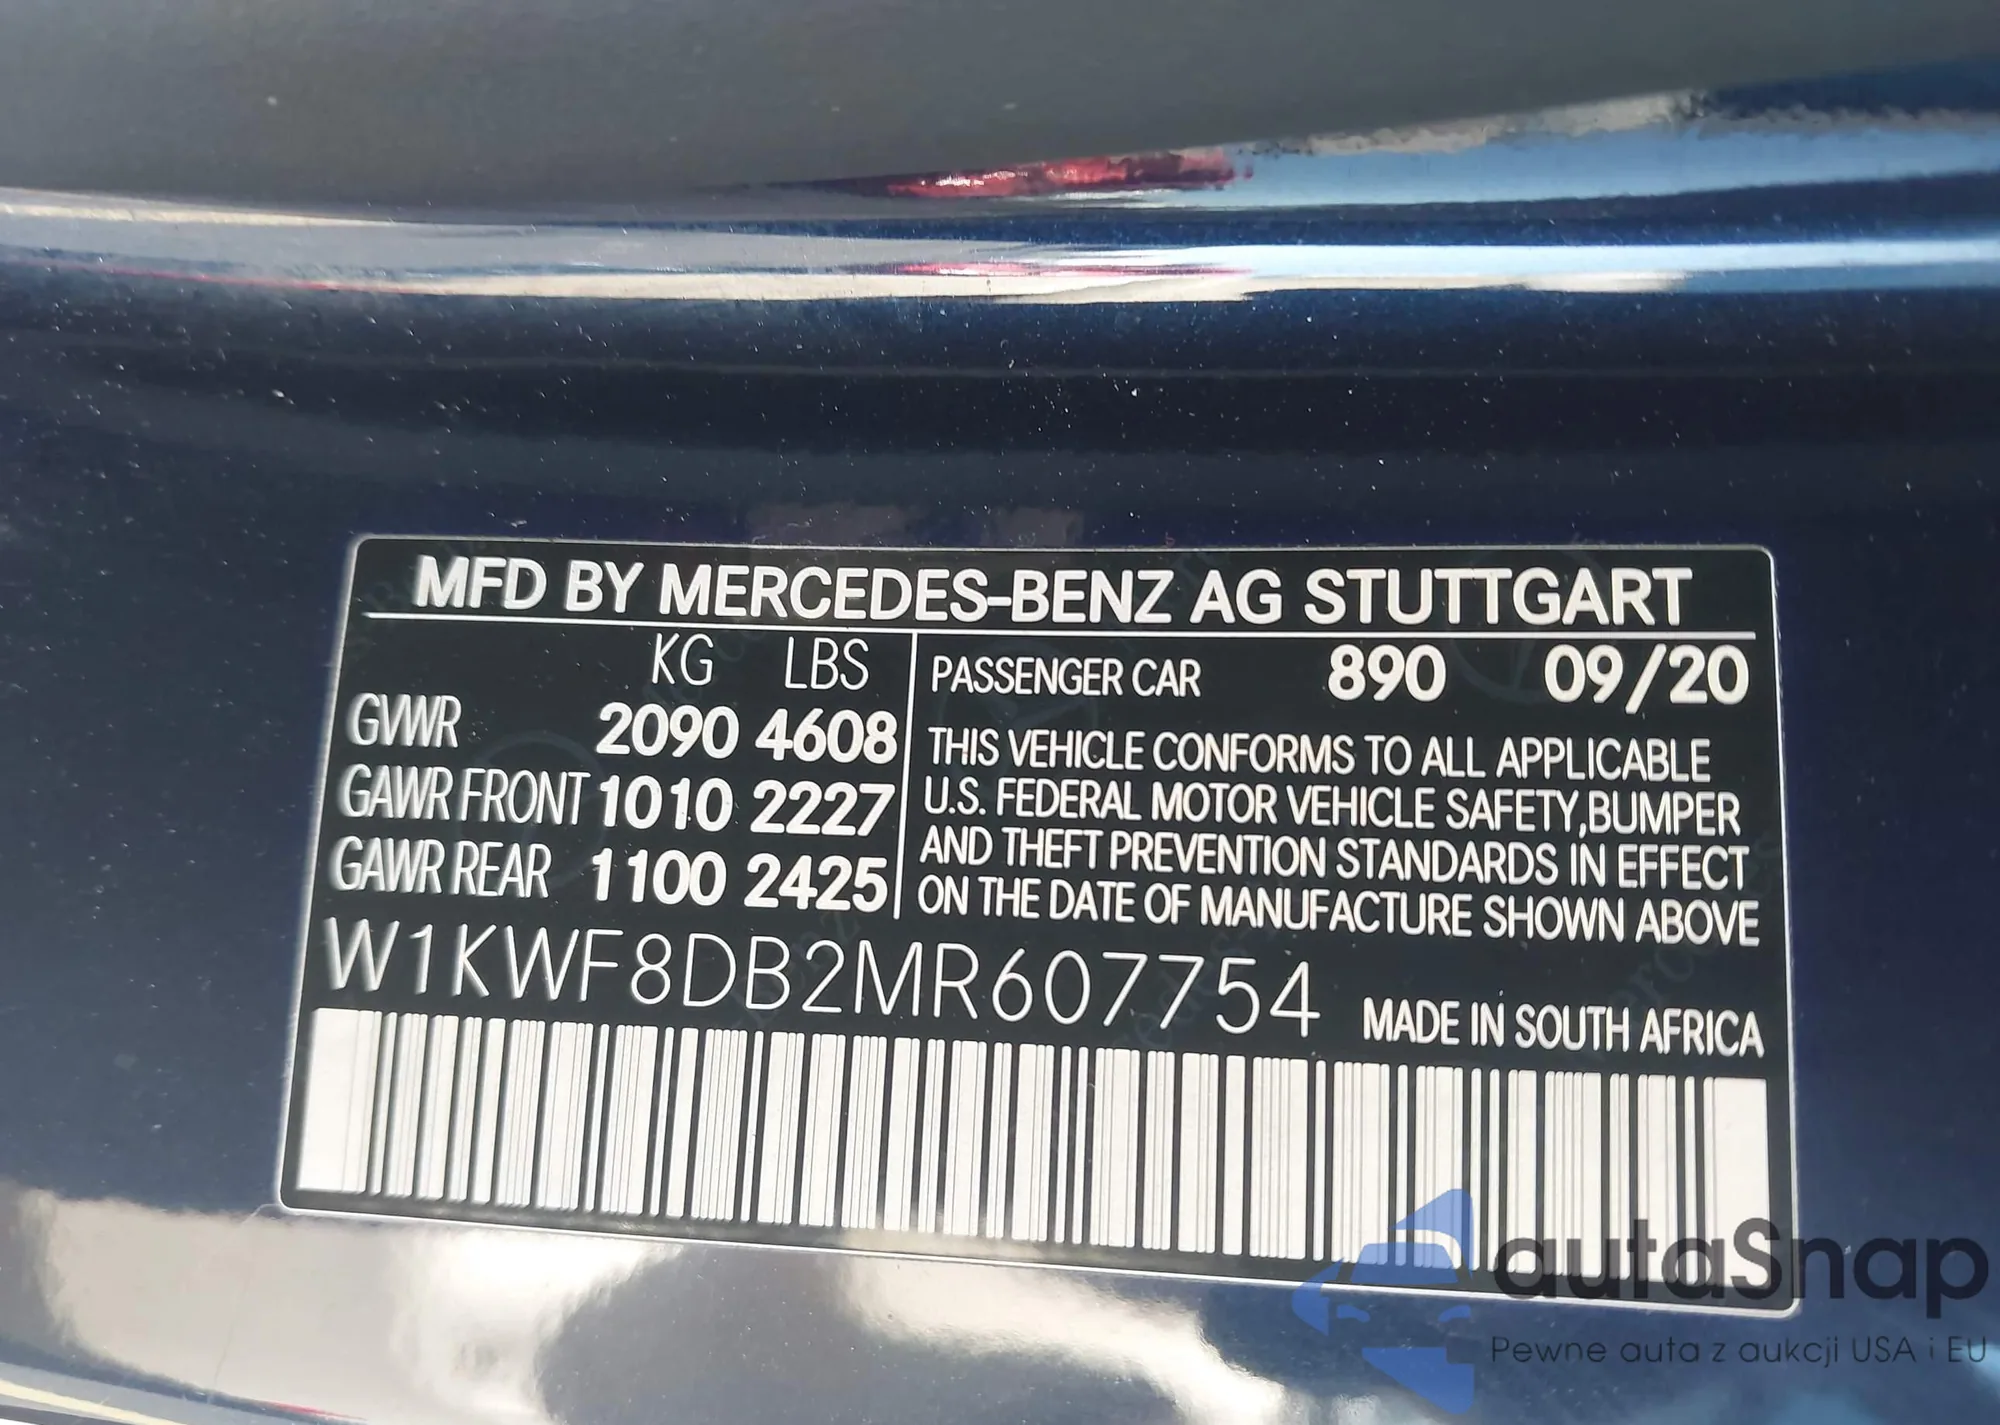 MFD BY MERCEDES-BENZ AG STUTTGART
KG LBS
GVWR 2090 4608
GAWR FRONT 1010 2227
GAWR REAR 1100 2425
PASSENGER CAR 890 09/20
THIS VEHICLE CONFORMS TO ALL APPLICABLE
U.S. FEDERAL MOTOR VEHICLE SAFETY,BUMPER
AND THEFT PREVENTION STANDARDS IN EFFECT
ON THE DATE OF MANUFACTURE SHOWN ABOVE
W1KWF8DB2MR607754 MADE IN SOUTH AFRICA
autaSnap
Pewne auta z aukcji USA i EU